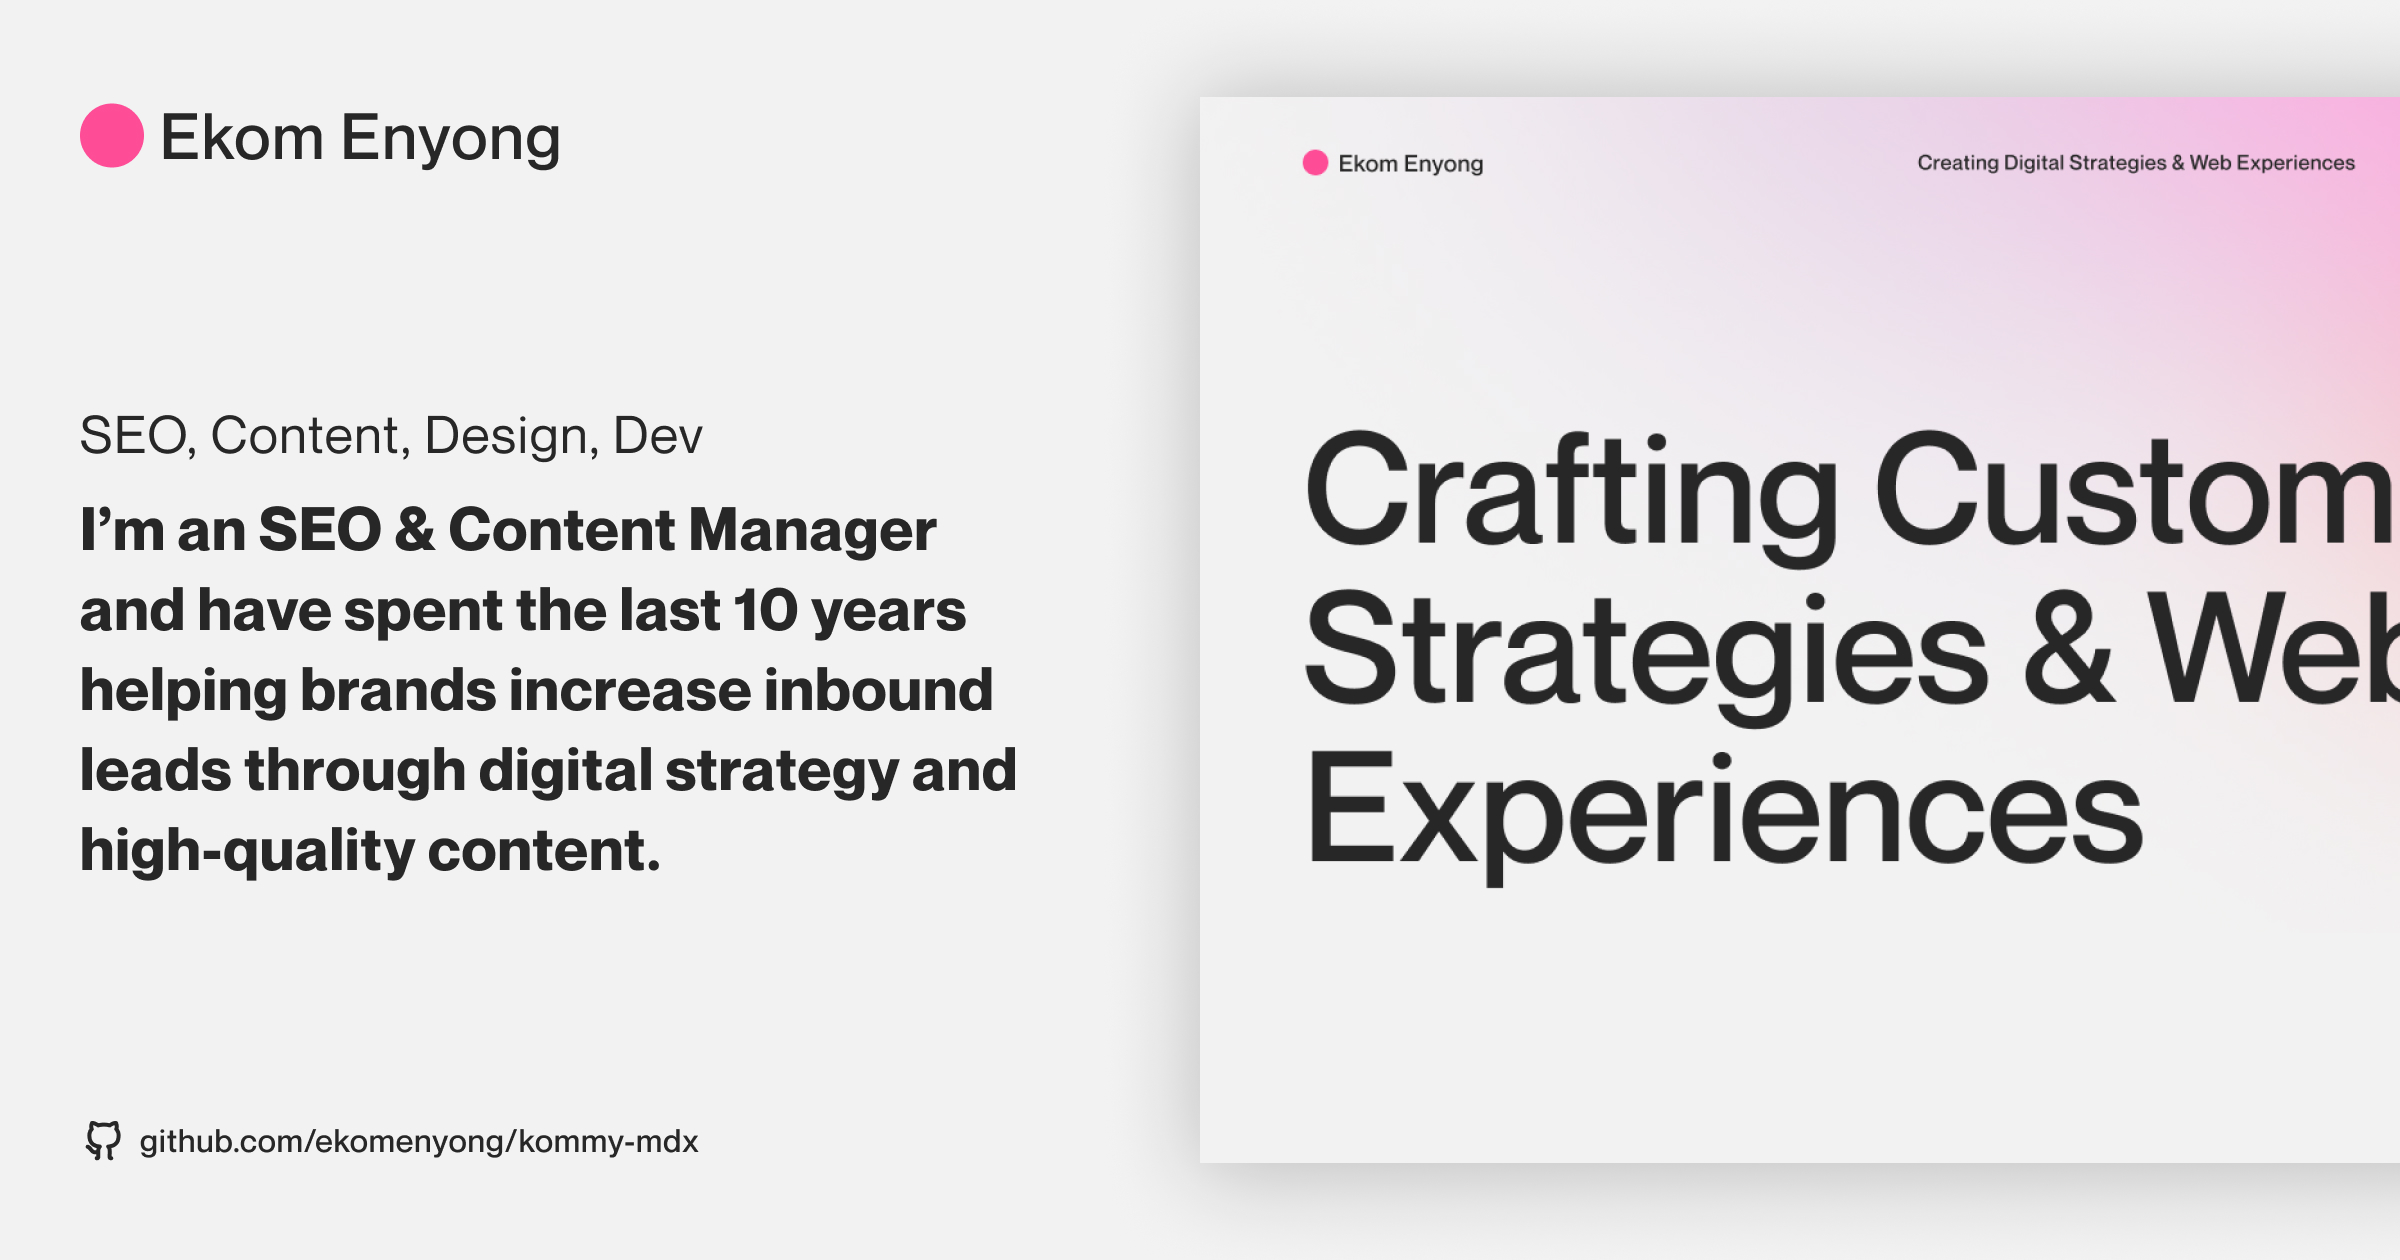 Ekom Enyong
SEO, Content, Design, Dev
I’m an SEO & Content Manager
and have spent the last 10 years
helping brands increase inbound
leads through digital strategy and
high-quality content.
github.com/ekomenyong/kommy-mdx
Ekom Enyong
Creating Digital Strategies & Web Experiences
Crafting Custom
Strategies & Web
Experiences